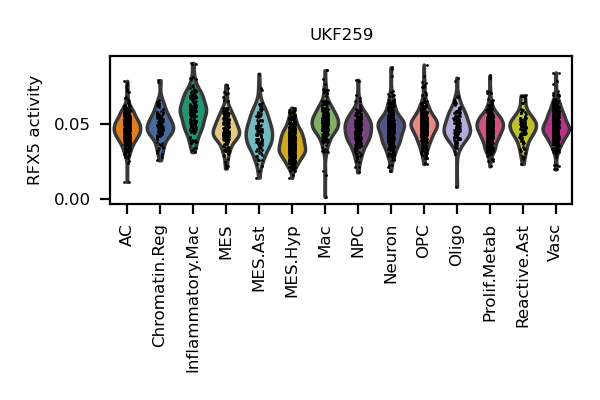 UKF259
RFX5 activity
0.05
0.00
AC
Chromatin.Reg
Inflammatory.Mac
MES
MES.Ast
MES.Hyp
Mac
NPC
Neuron
OPC
Oligo
Prolif.Metab
Reactive.Ast
Vasc